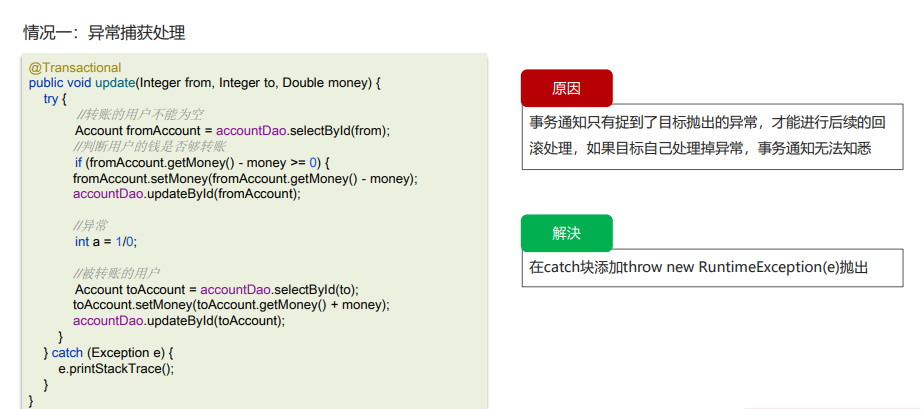 情况一：异常捕获处理
@Transactional
public void update(Integer from, Integer to, Double money) {
try {
//转账的用户不能为空
Account fromAccount = accountDao.selectById(from);
//判断用户的钱是否够转账
if (fromAccount.getMoney() - money >= 0) {
fromAccount.setMoney(fromAccount.getMoney() - money);
accountDao.updateById(fromAccount);
//异常
int a = 1/0;
//被转账的用户
Account toAccount = accountDao.selectById(to);
toAccount.setMoney(toAccount.getMoney() + money);
accountDao.updateById(toAccount);
}
} catch (Exception e) {
e.printStackTrace();
}
}
原因
事务通知只有捉到了目标抛出的异常，才能进行后续的回
滚处理，如果目标自己处理掉异常，事务通知无法知悉
解决
在catch块添加throw new RuntimeException(e)抛出